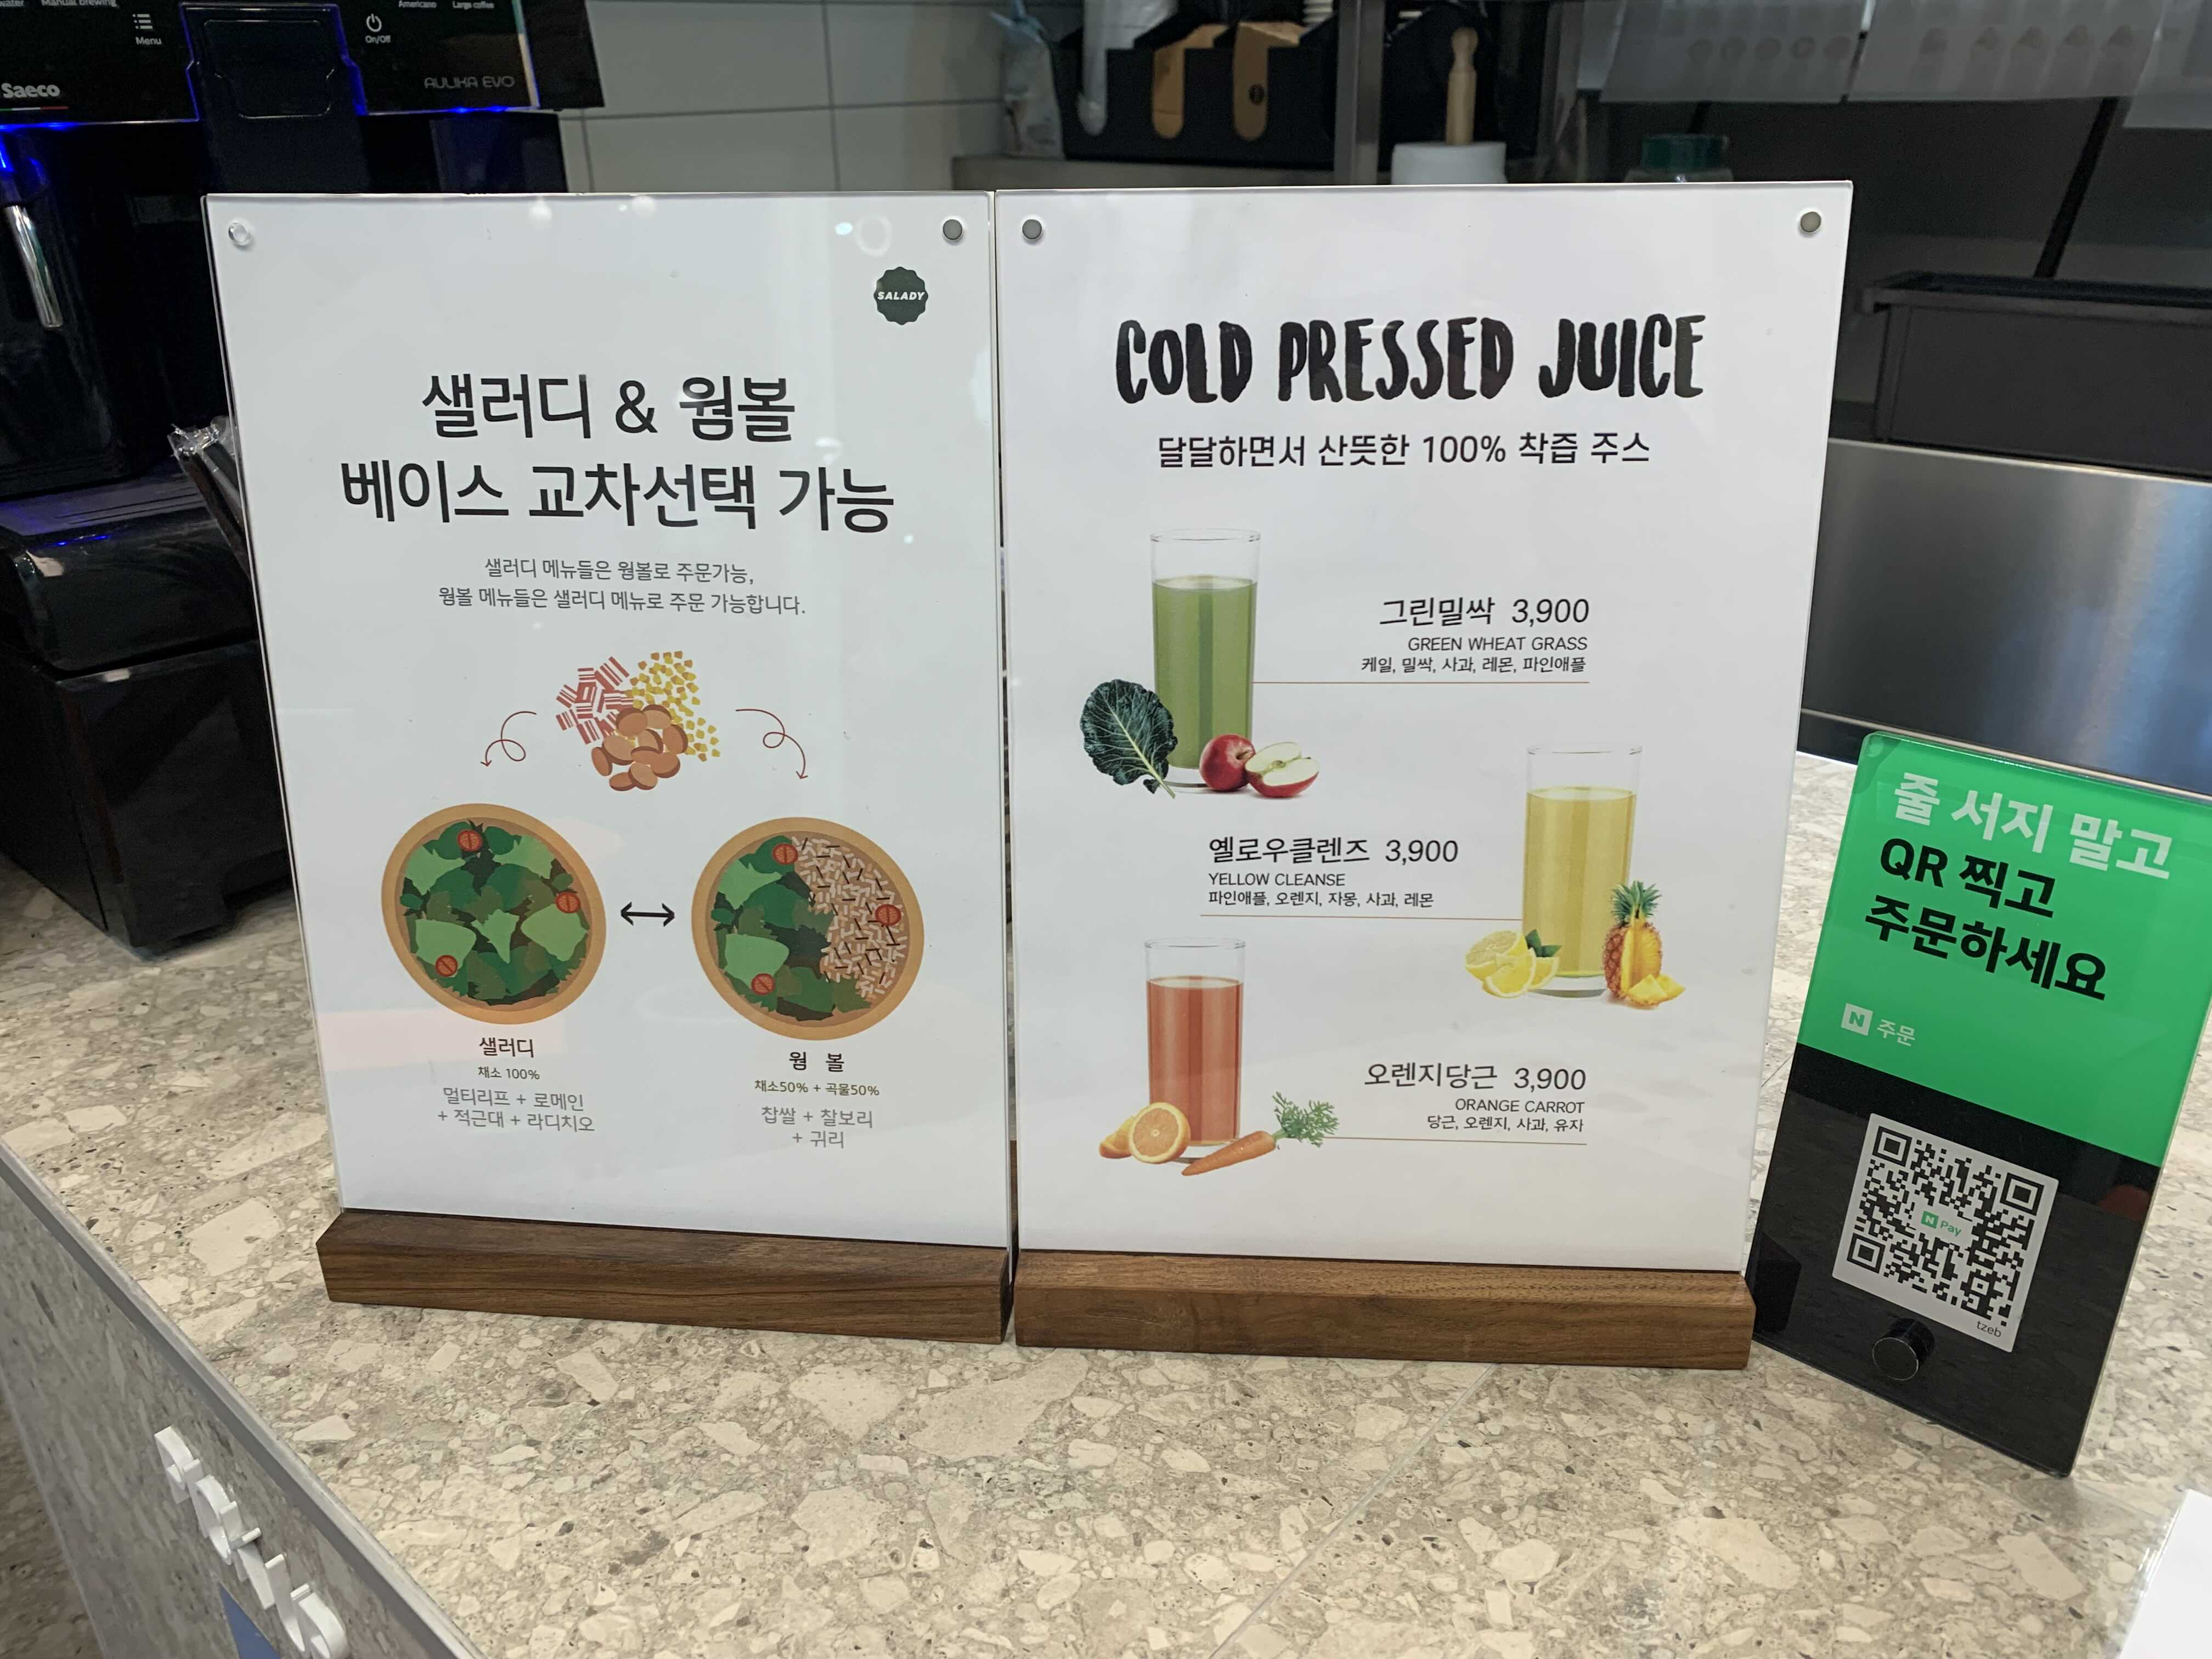 Manual Brewing
Menu
Americano
Large coffee
On/Off
Saeco
AULIKA EVO
SALADY
샐러디 & 웜볼
베이스 교차선택 가능
샐러디 메뉴들은 웜볼로 주문가능,
웜볼 메뉴들은 샐러디 메뉴로 주문 가능합니다.
샐러디
채소 100%
멀티리프 + 로메인
+ 적근대 + 라디치오
웜 볼
채소50% + 곡물50%
찹쌀 + 찰보리
+ 귀리
COLD PRESSED JUICE
달달하면서 산뜻한 100% 착즙 주스
그린밀싹 3,900
GREEN WHEAT GRASS
케일, 밀싹, 사과, 레몬, 파인애플
옐로우클렌즈 3,900
YELLOW CLEANSE
파인애플, 오렌지, 자몽, 사과, 레몬
오렌지당근 3,900
ORANGE CARROT
당근, 오렌지, 사과, 유자
줄 서지 말고
QR 찍고
주문하세요
N 주문
N Pay
tzeb